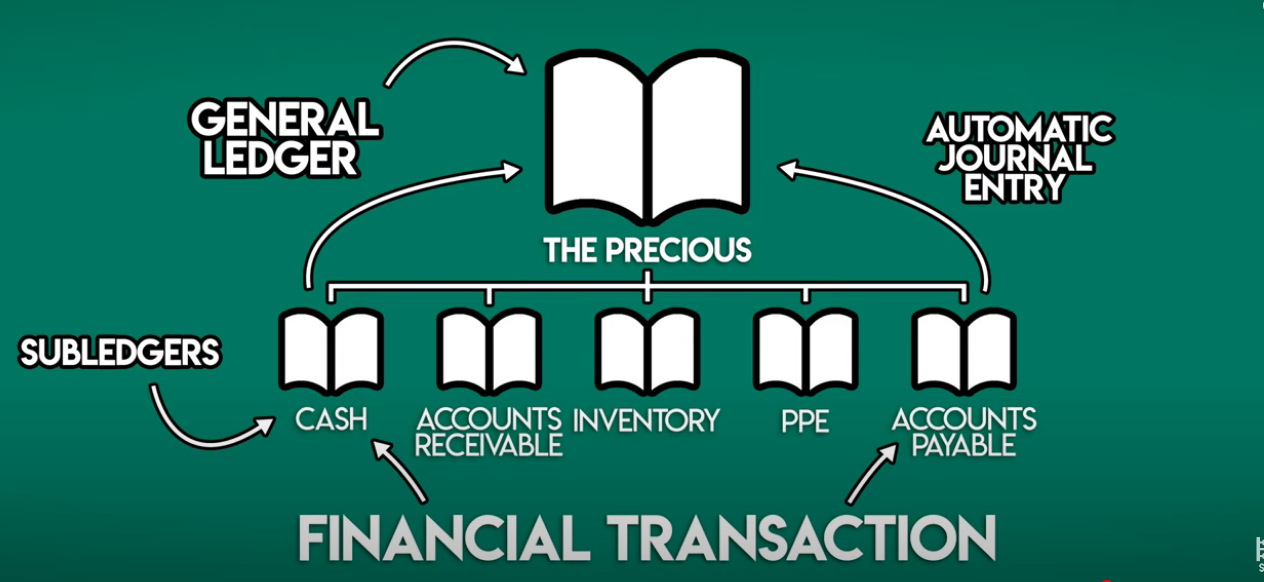 GENERAL
LEDGER
AUTOMATIC
JOURNAL
ENTRY
THE PRECIOUS
SUBLEDGERS
CASH
ACCOUNTS
RECEIVABLE
INVENTORY
PPE
ACCOUNTS
PAYABLE
FINANCIAL TRANSACTION